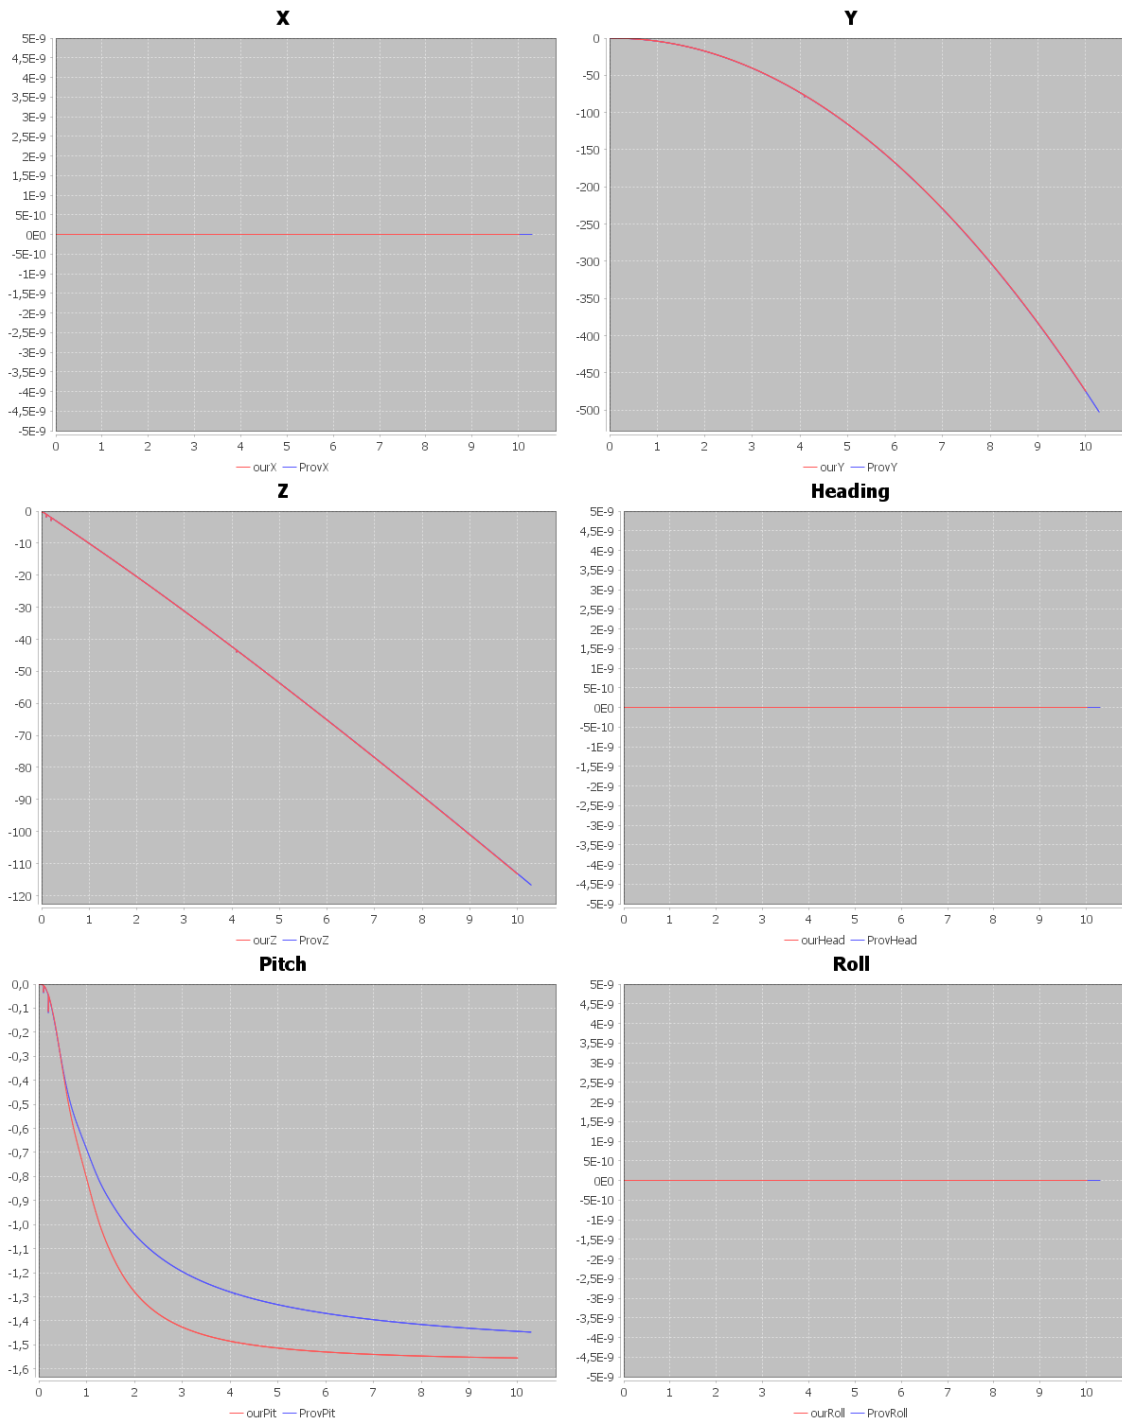 X
5E-9
4,5E-9
4E-9
3,5E-9
3E-9
2,5E-9
2E-9
1,5E-9
1E-9
5E-10
0E0
-5E-10
-1E-9
-1,5E-9
-2E-9
-2,5E-9
-3E-9
-3,5E-9
-4E-9
-4,5E-9
-5E-9
0 1 2 3 4 5 6 7 8 9 10
ourX ProvX
Y
0
-50
-100
-150
-200
-250
-300
-350
-400
-450
-500
0 1 2 3 4 5 6 7 8 9 10
ourY ProvY
Z
0
-10
-20
-30
-40
-50
-60
-70
-80
-90
-100
-110
-120
0 1 2 3 4 5 6 7 8 9 10
ourZ ProvZ
Heading
5E-9
4,5E-9
4E-9
3,5E-9
3E-9
2,5E-9
2E-9
1,5E-9
1E-9
5E-10
0E0
-5E-10
-1E-9
-1,5E-9
-2E-9
-2,5E-9
-3E-9
-3,5E-9
-4E-9
-4,5E-9
-5E-9
0 1 2 3 4 5 6 7 8 9 10
ourHead ProvHead
Pitch
0,0
-0,1
-0,2
-0,3
-0,4
-0,5
-0,6
-0,7
-0,8
-0,9
-1,0
-1,1
-1,2
-1,3
-1,4
-1,5
-1,6
0 1 2 3 4 5 6 7 8 9 10
ourPit ProvPit
Roll
5E-9
4,5E-9
4E-9
3,5E-9
3E-9
2,5E-9
2E-9
1,5E-9
1E-9
5E-10
0E0
-5E-10
-1E-9
-1,5E-9
-2E-9
-2,5E-9
-3E-9
-3,5E-9
-4E-9
-4,5E-9
-5E-9
0 1 2 3 4 5 6 7 8 9 10
ourRoll ProvRoll